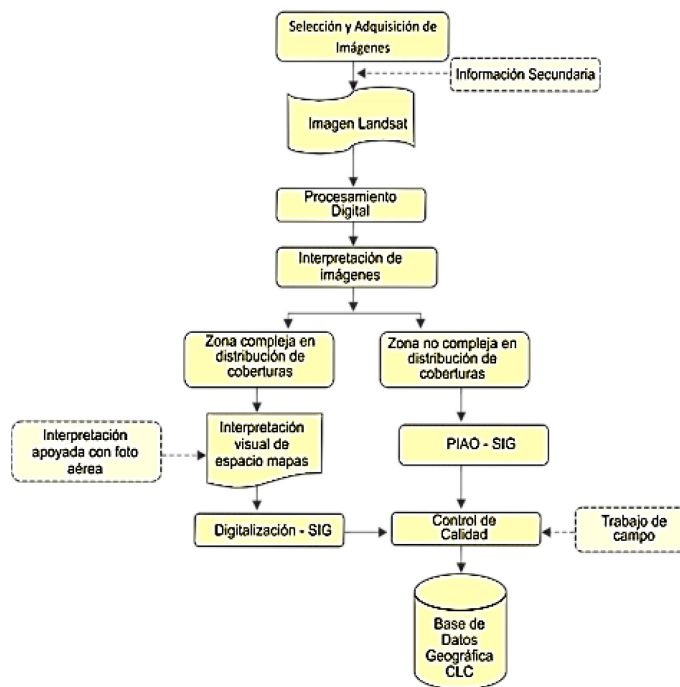 Selección y Adquisición de
Imágenes
Información Secundaria
Imagen Landsat
Procesamiento
Digital
Interpretación de
imágenes
Zona compleja en
distribución de
coberturas
Zona no compleja en
distribución de
coberturas
Interpretación
apoyada con foto
aérea
Interpretación
visual de
espacio mapas
PIAO - SIG
Digitalización - SIG
Control de
Calidad
Trabajo de
campo
Base de
Datos
Geográfica
CLC